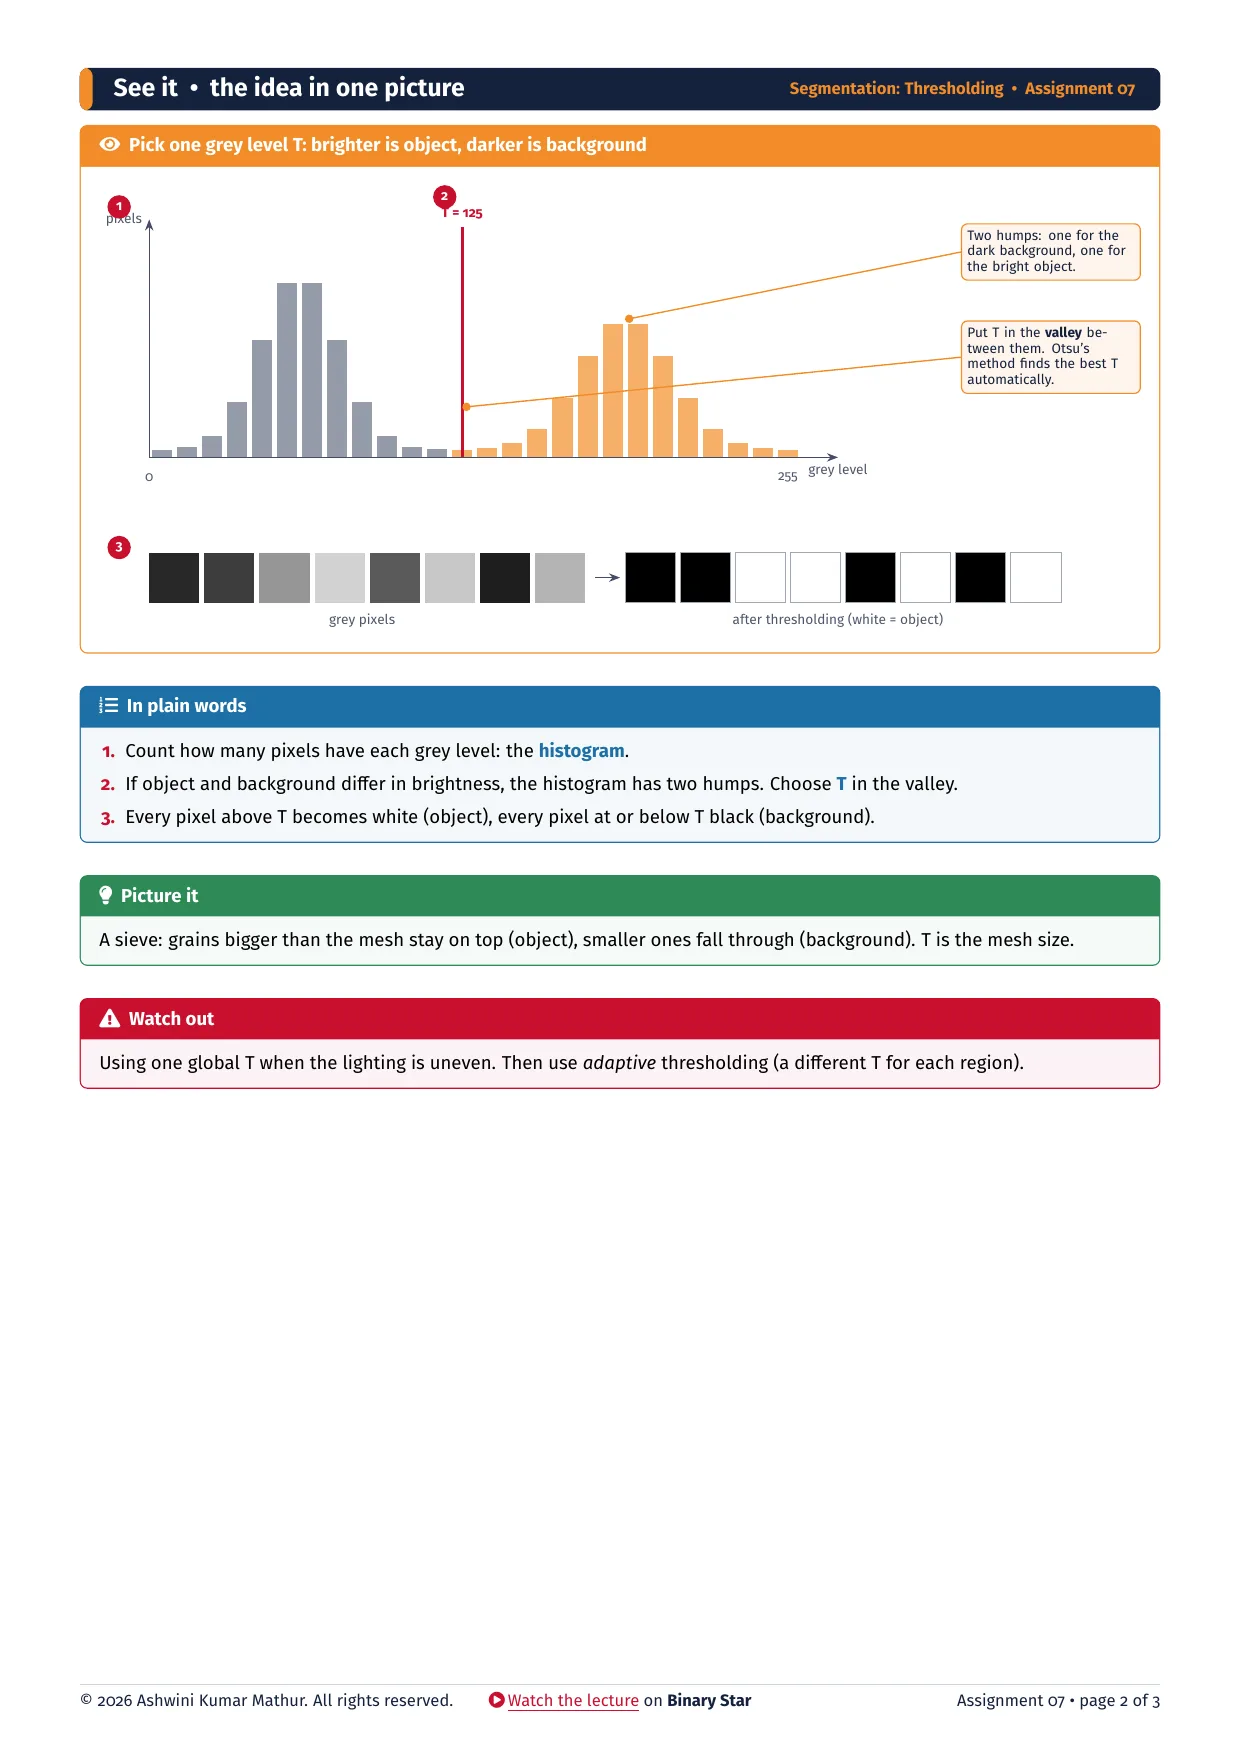 See it • the idea in one picture
Segmentation: Thresholding • Assignment 07
Pick one grey level T: brighter is object, darker is background
1
pixels
2
T = 125
Two humps: one for the
dark background, one for
the bright object.
Put T in the valley be-
tween them. Otsu's
method finds the best T
automatically.
0
255
grey level
3
grey pixels
after thresholding (white = object)
In plain words
1. Count how many pixels have each grey level: the histogram.
2. If object and background differ in brightness, the histogram has two humps. Choose T in the valley.
3. Every pixel above T becomes white (object), every pixel at or below T black (background).
Picture it
A sieve: grains bigger than the mesh stay on top (object), smaller ones fall through (background). T is the mesh size.
Watch out
Using one global T when the lighting is uneven. Then use adaptive thresholding (a different T for each region).
© 2026 Ashwini Kumar Mathur. All rights reserved.
Watch the lecture on Binary Star
Assignment 07 • page 2 of 3